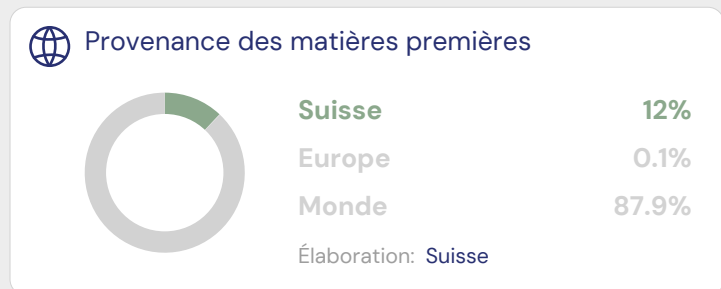 Provenance des matières premières
Suisse 12%
Europe 0.1%
Monde 87.9%
Élaboration: Suisse